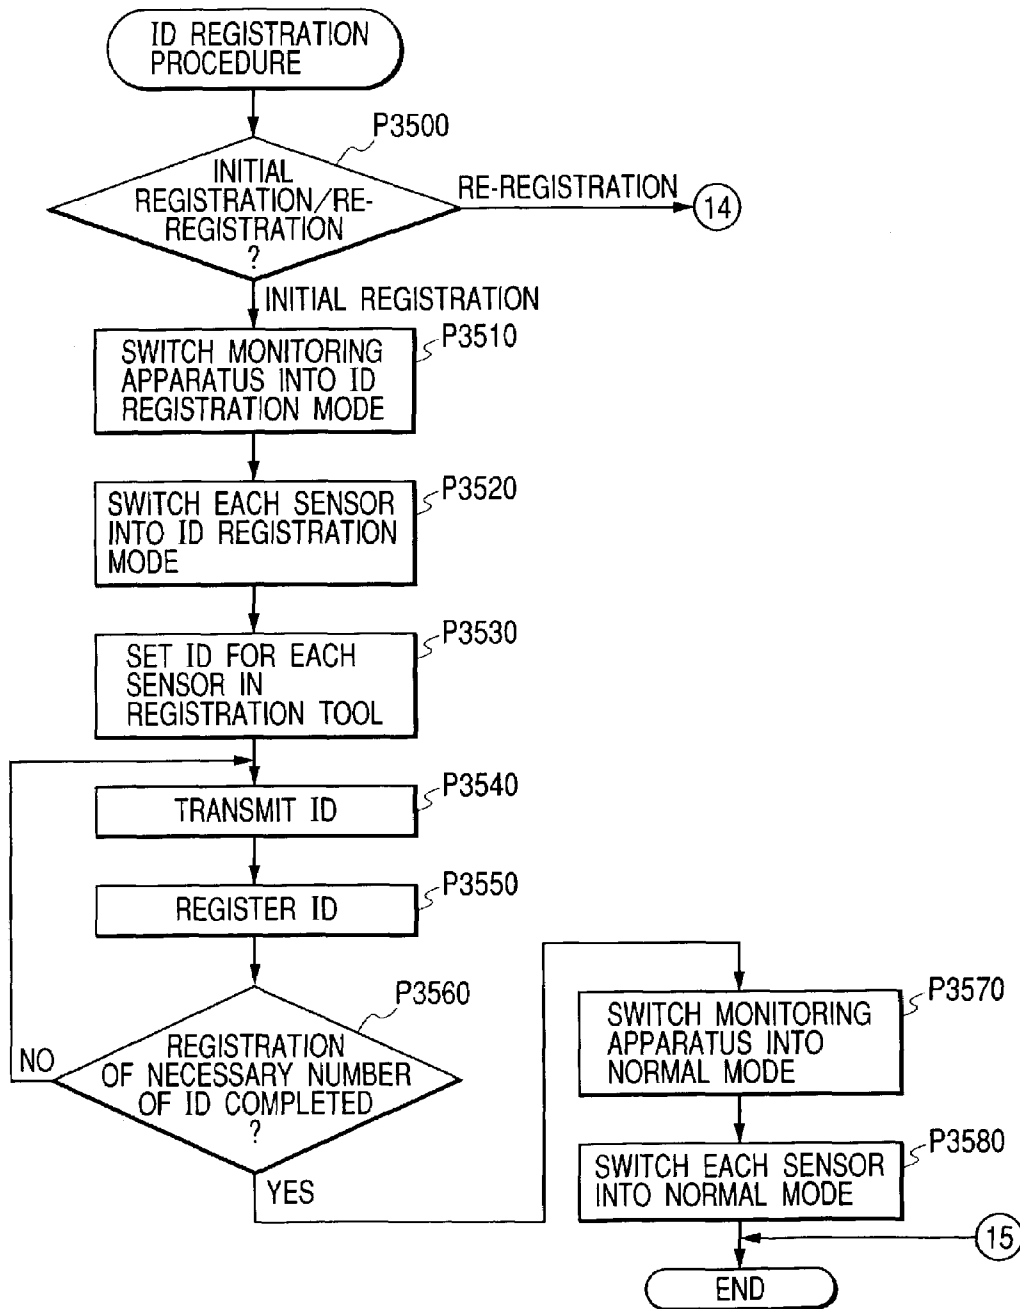 ID REGISTRATION
PROCEDURE
P3500
INITIAL
REGISTRATION/RE-
REGISTRATION
?
RE-REGISTRATION
14
INITIAL REGISTRATION
P3510
SWITCH MONITORING
APPARATUS INTO ID
REGISTRATION MODE
P3520
SWITCH EACH SENSOR
INTO ID REGISTRATION
MODE
P3530
SET ID FOR EACH
SENSOR IN
REGISTRATION TOOL
P3540
TRANSMIT ID
P3550
REGISTER ID
P3560
REGISTRATION
OF NECESSARY NUMBER
OF ID COMPLETED
?
NO
YES
P3570
SWITCH MONITORING
APPARATUS INTO
NORMAL MODE
P3580
SWITCH EACH SENSOR
INTO NORMAL MODE
15
END